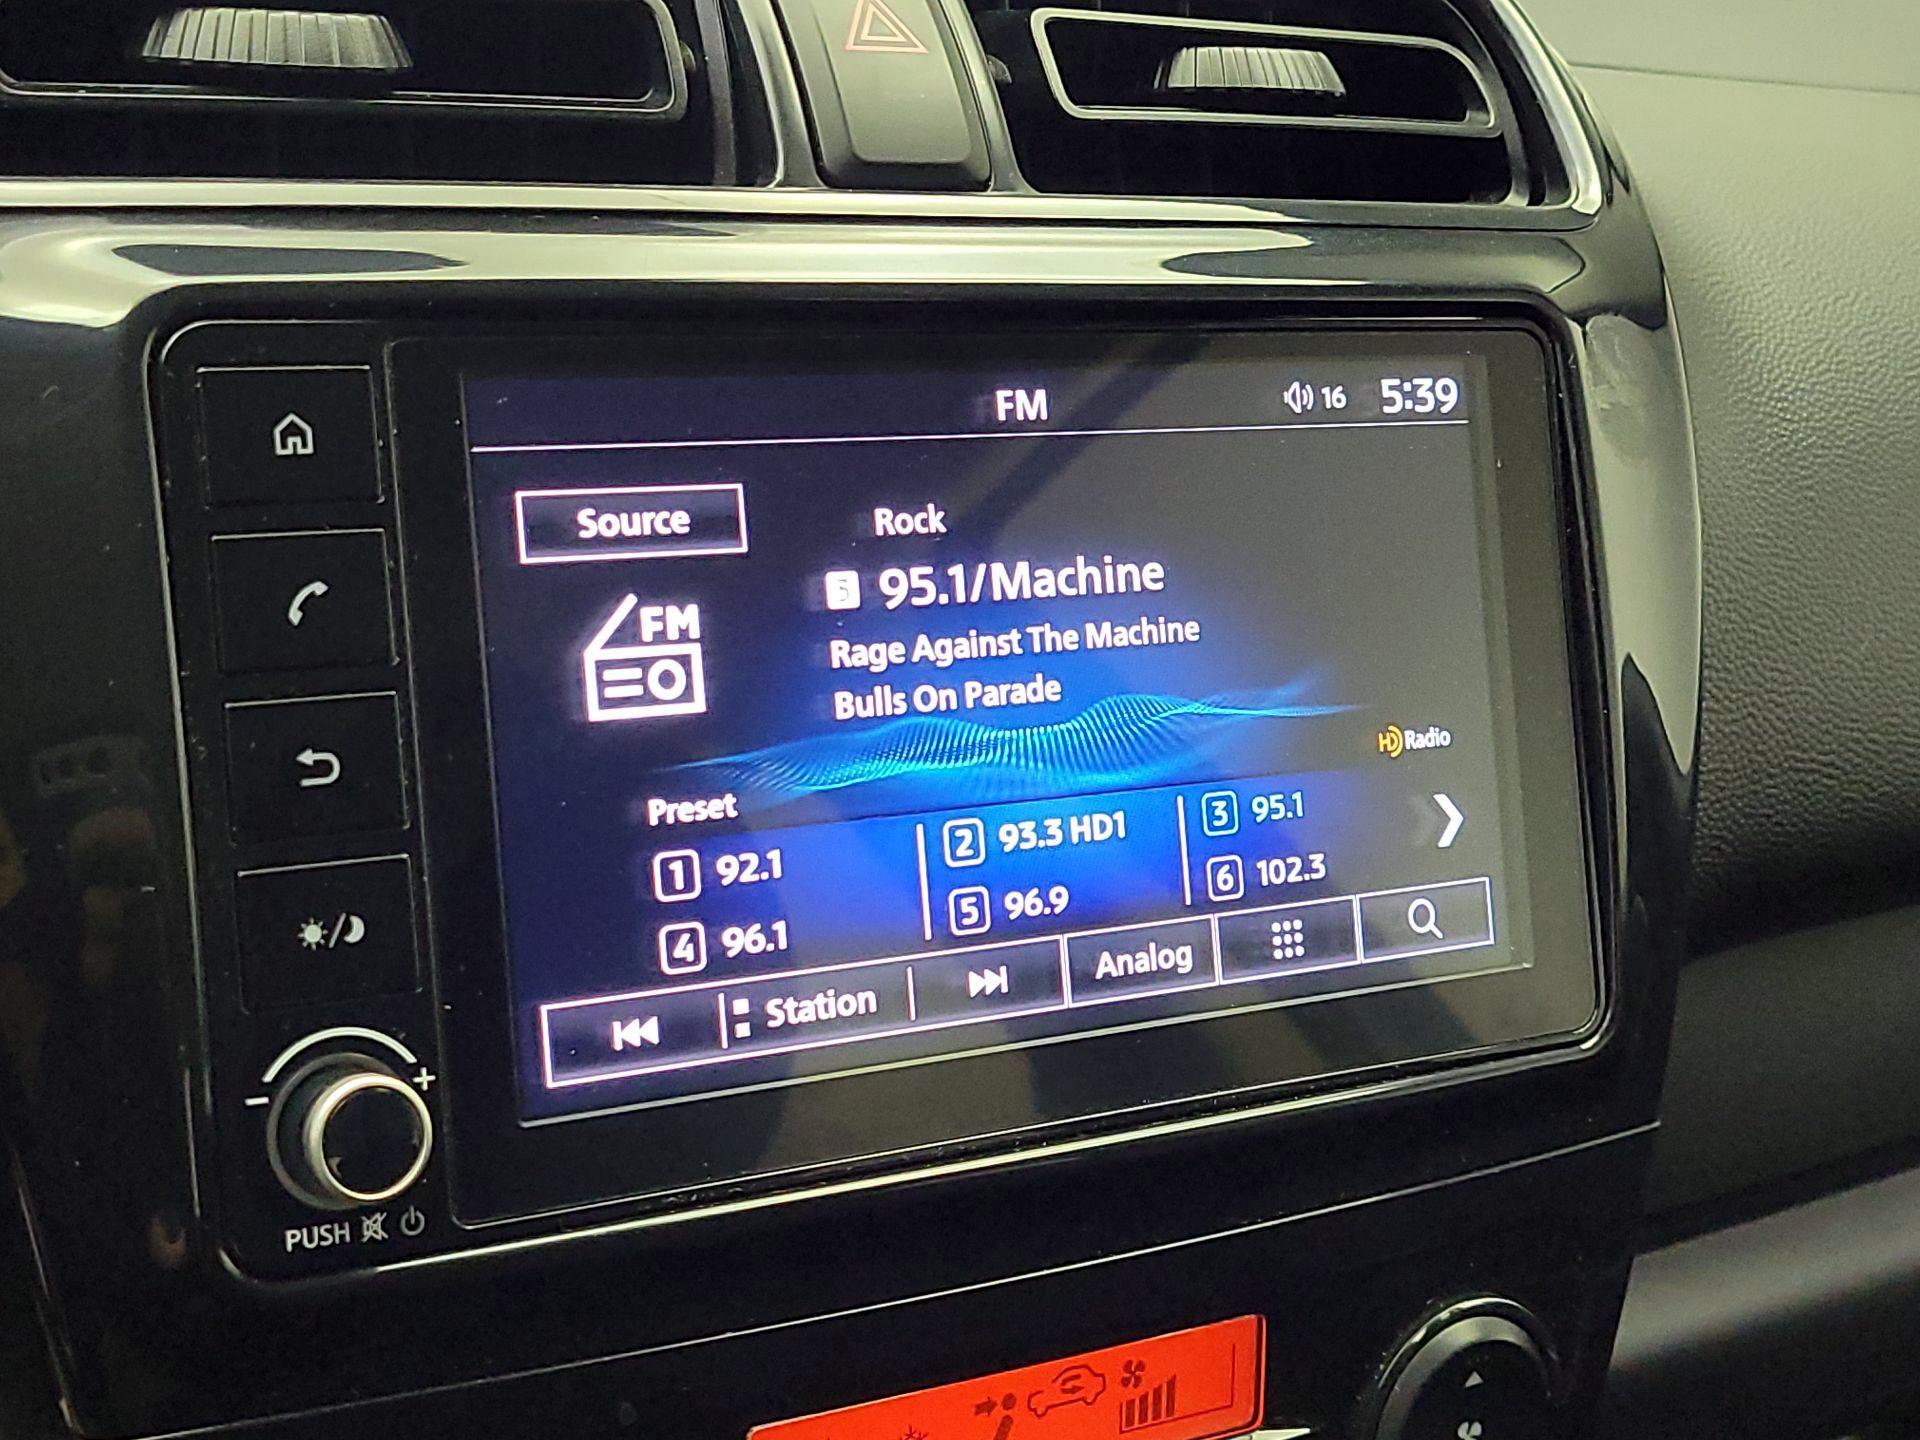 FM 16 5:39
Source Rock
95.1/Machine
FM
Rage Against The Machine
Bulls On Parade
HD Radio
Preset
1 92.1 2 93.3 HD1 3 95.1
4 96.1 5 96.9 6 102.3
Station Analog
- +
PUSH